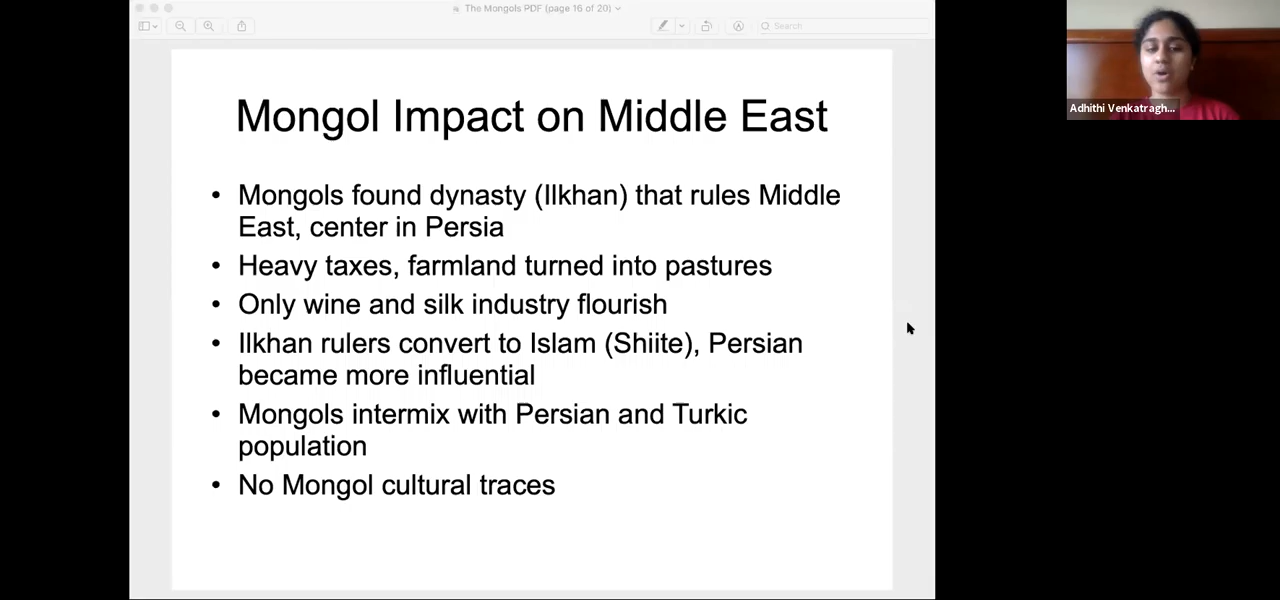 The Mongols PDF (page 16 of 20)
Search
Adhithi Venkatragh...
Mongol Impact on Middle East
• Mongols found dynasty (Ilkhan) that rules Middle
East, center in Persia
• Heavy taxes, farmland turned into pastures
• Only wine and silk industry flourish
• Ilkhan rulers convert to Islam (Shiite), Persian
became more influential
• Mongols intermix with Persian and Turkic
population
• No Mongol cultural traces